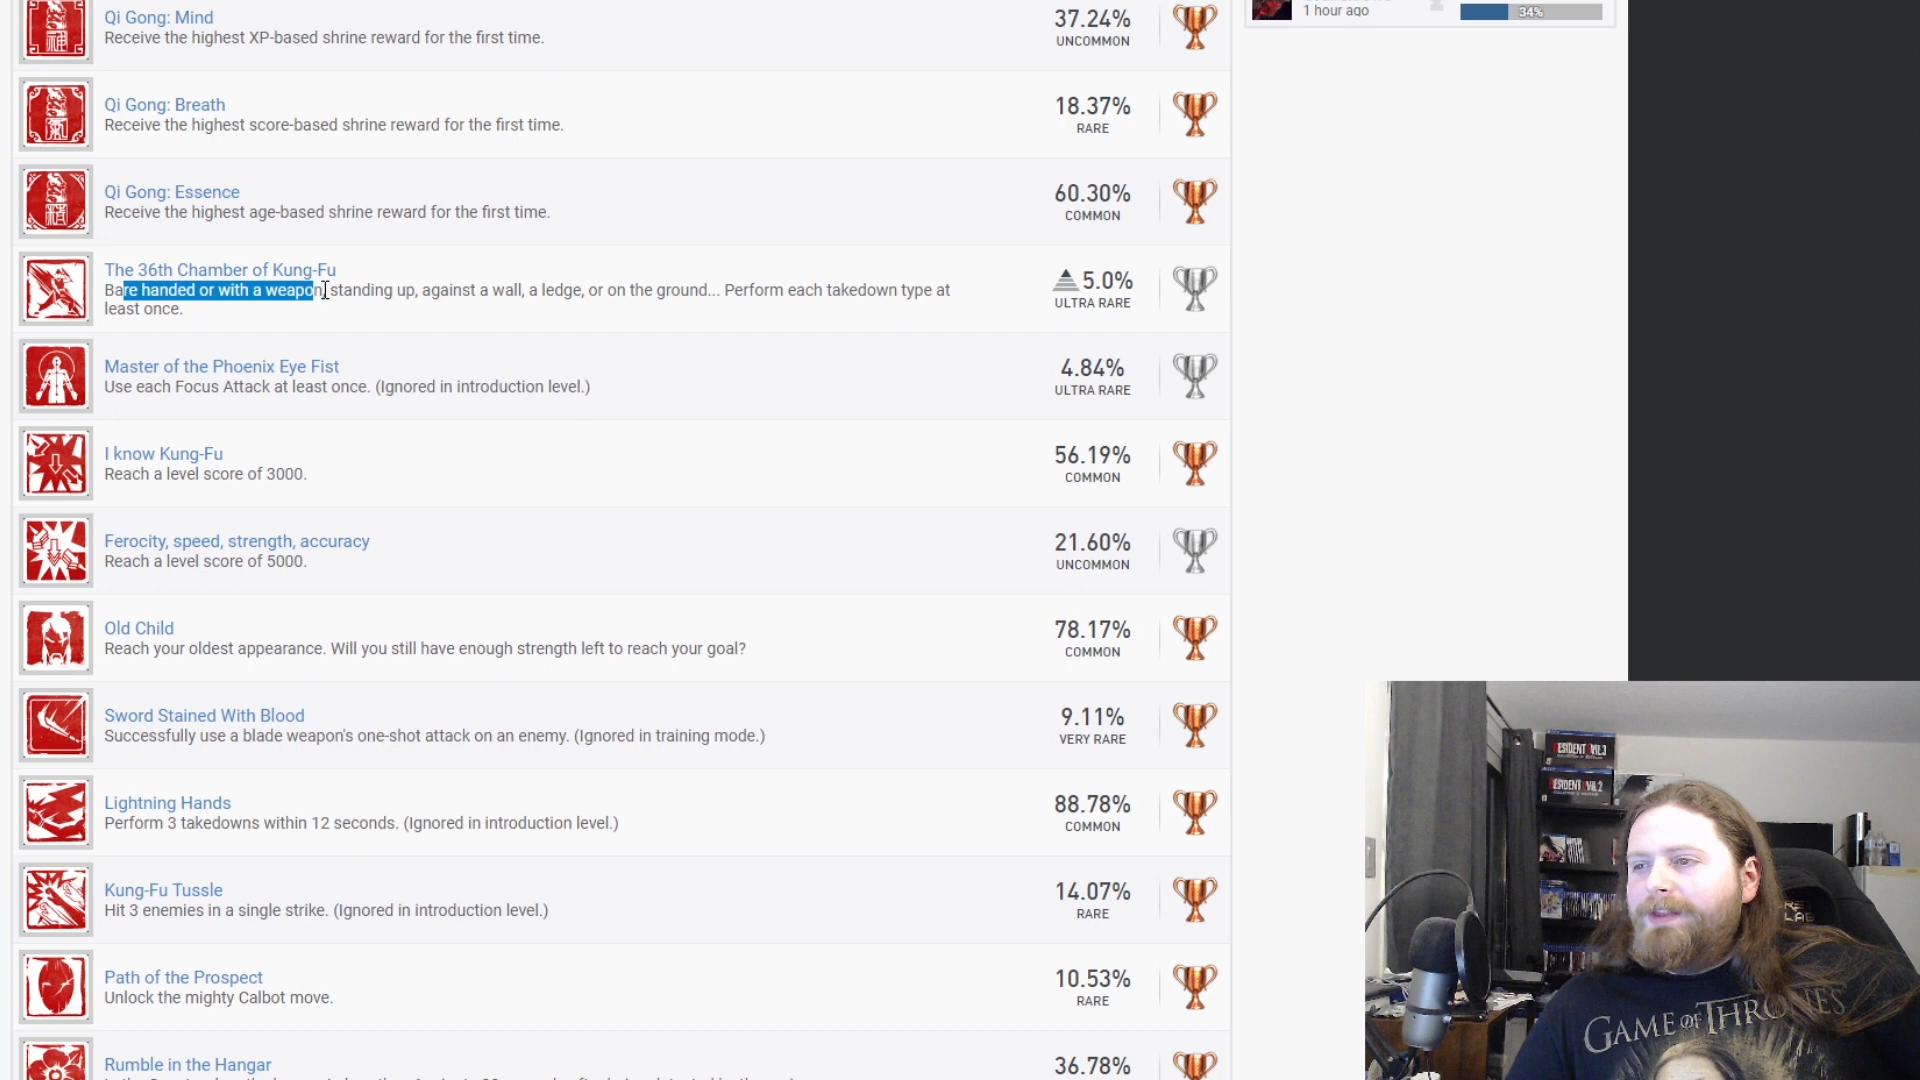 Qi Gong: Mind
Receive the highest XP-based shrine reward for the first time.
37.24%
UNCOMMON
1 hour ago
34%
Qi Gong: Breath
Receive the highest score-based shrine reward for the first time.
18.37%
RARE
Qi Gong: Essence
Receive the highest age-based shrine reward for the first time.
60.30%
COMMON
The 36th Chamber of Kung-Fu
Bare handed or with a weapon, standing up, against a wall, a ledge, or on the ground... Perform each takedown type at
least once.
5.0%
ULTRA RARE
Master of the Phoenix Eye Fist
Use each Focus Attack at least once. (Ignored in introduction level.)
4.84%
ULTRA RARE
I know Kung-Fu
Reach a level score of 3000.
56.19%
COMMON
Ferocity, speed, strength, accuracy
Reach a level score of 5000.
21.60%
UNCOMMON
Old Child
Reach your oldest appearance. Will you still have enough strength left to reach your goal?
78.17%
COMMON
Sword Stained With Blood
Successfully use a blade weapon's one-shot attack on an enemy. (Ignored in training mode.)
9.11%
VERY RARE
Lightning Hands
Perform 3 takedowns within 12 seconds. (Ignored in introduction level.)
88.78%
COMMON
Kung-Fu Tussle
Hit 3 enemies in a single strike. (Ignored in introduction level.)
14.07%
RARE
Path of the Prospect
Unlock the mighty Calbot move.
10.53%
RARE
Rumble in the Hangar
36.78%
RESIDENT EVIL 3
RESIDENT EVIL 2
GAME OF THRONES